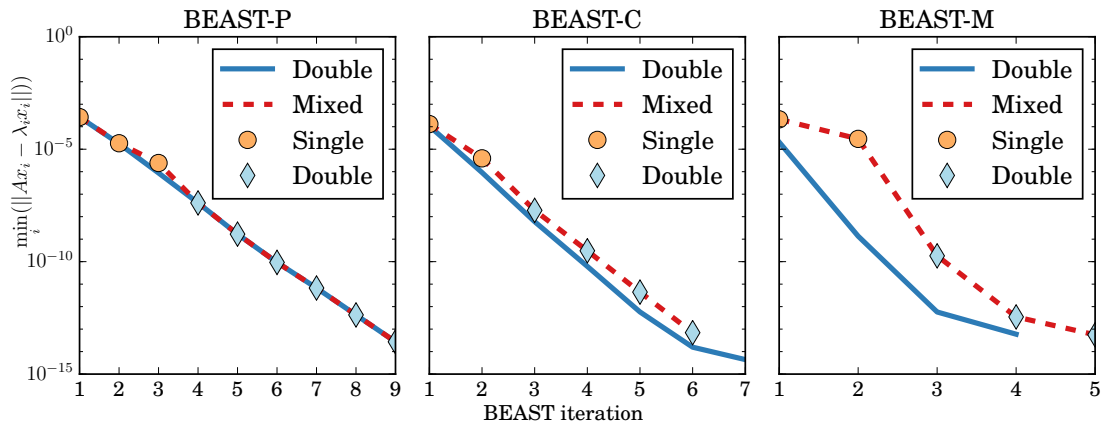 BEAST-P
BEAST-C
BEAST-M
min_i(||Ax_i − λ_i x_i||))
10^0
10^−5
10^−10
10^−15
Double
Mixed
Single
Double
1 2 3 4 5 6 7 8 9
Double
Mixed
Single
Double
1 2 3 4 5 6 7
Double
Mixed
Single
Double
1 2 3 4 5
BEAST iteration